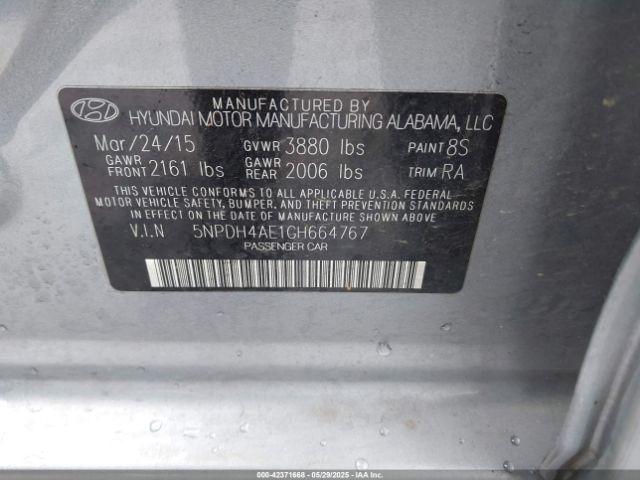 MANUFACTURED BY
HYUNDAI MOTOR MANUFACTURING ALABAMA, LLC
Mar/24/15 GVWR 3880 lbs PAINT 8S
GAWR FRONT 2161 lbs GAWR REAR 2006 lbs TRIM RA
THIS VEHICLE CONFORMS TO ALL APPLICABLE U.S.A. FEDERAL
MOTOR VEHICLE SAFETY, BUMPER, AND THEFT PREVENTION STANDARDS
IN EFFECT ON THE DATE OF MANUFACTURE SHOWN ABOVE
V.I.N 5NPDH4AE1GH664767
PASSENGER CAR
000-42371668 05/29/2025 IAA Inc.